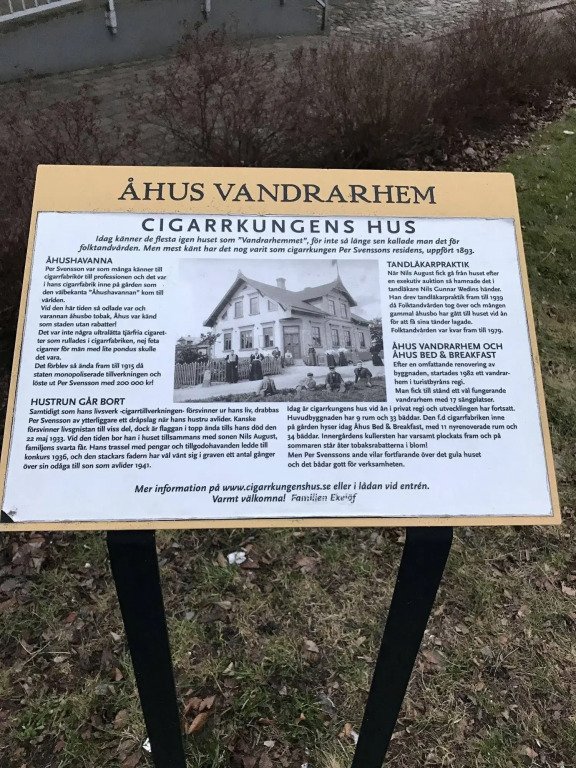 ÅHUS VANDRARHEM
CIGARRKUNGENS HUS
Idag känner de flesta igen huset som "Vandrarhemmet", för inte så länge sen kallade man det för
folktandvården. Men mest känt har det nog varit som cigarrkungen Per Svenssons residens, uppfört 1893.
ÅHUSHAVANNA
Per Svensson var som många känner till
cigarrfabrikör till professionen och det var
i hans cigarrfabrik inne på gården som
den välbekanta "Åhushavannan" kom till
världen.
Vid den här tiden så odlade var och
varannan åhusbo tobak, Åhus var känd
som staden utan rabatter!
Det var inte några ultralätta tjärfria cigaret-
ter som rullades i cigarrfabriken, nej feta
cigarrer för män med lite pondus skulle
det vara.
Det förblev så ända fram till 1915 då
staten monopoliserade tillverkningen och
löste ut Per Svensson med 200 000 kr!
HUSTRUN GÅR BORT
Samtidigt som hans livsverk -cigarrtillverkningen- försvinner ur hans liv, drabbas
Per Svensson av ytterliggare ett dråpslag när hans hustru avlider. Kanske
försvinner livsgnistan till viss del, dock är flaggan i topp ända tills hans död den
22 maj 1933. Vid den tiden bor han i huset tillsammans med sonen Nils August,
familjens svarta får. Hans trassel med pengar och tillgodohavanden ledde till
konkurs 1936, och den stackars fadern har väl vänt sig i graven ett antal gånger
över sin odåga till son som avlider 1941.
TANDLÄKARPRAKTIK
När Nils August fick gå från huset efter
en exekutiv auktion så hamnade det i
tandläkare Nils Gunnar Wedins händer.
Han drev tandläkarpraktik fram till 1959
då Folktandvården tog över och mången
gammal åhusbo har gått till huset vid ån
för att få sina tänder lagade.
Folktandvården var kvar fram till 1979.
ÅHUS VANDRARHEM OCH
ÅHUS BED & BREAKFAST
Efter en omfattande renovering av
byggnaden, startades 1982 ett vandrar-
hem i turistbyråns regi.
Man fick till stånd ett väl fungerande
vandrarhem med 17 sängplatser.
Idag är cigarrkungens hus vid ån i privat regi och utvecklingen har fortsatt.
Huvudbyggnaden har 9 rum och 33 bäddar. Den f.d cigarrfabriken inne
på gården hyser idag Åhus Bed & Breakfast, med 11 nyrenoverade rum och
34 bäddar. Innergårdens kullersten har varsamt plockats fram och på
sommaren står åter tobaksrabatterna i blom!
Men Per Svenssons ande vilar fortfarande över det gula huset
och det bådar gott för verksamheten.
Mer information på www.cigarrkungenshus.se eller i lådan vid entrén.
Varmt välkomna! Familjen Ekelöf